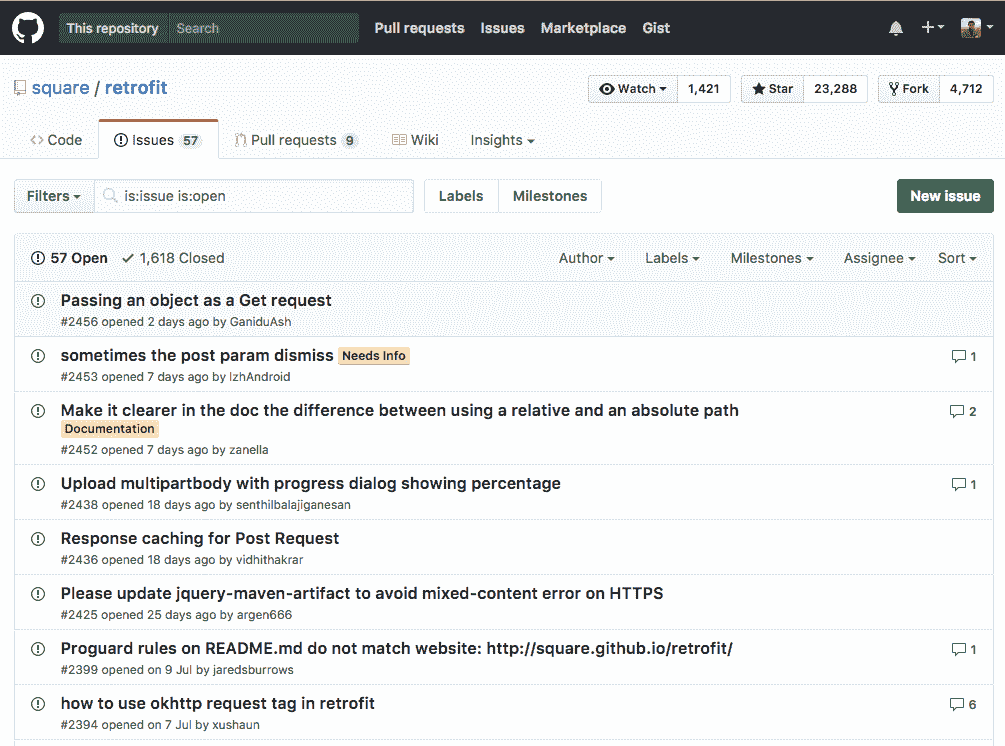 This repository Search Pull requests Issues Marketplace Gist
square / retrofit Watch 1,421 Star 23,288 Fork 4,712
Code Issues 57 Pull requests 9 Wiki Insights
Filters is:issue is:open Labels Milestones New issue
57 Open 1,618 Closed Author Labels Milestones Assignee Sort
Passing an object as a Get request
#2456 opened 2 days ago by GaniduAsh
sometimes the post param dismiss Needs Info 1
#2453 opened 7 days ago by lzhAndroid
Make it clearer in the doc the difference between using a relative and an absolute path 2
Documentation
#2452 opened 7 days ago by zanella
Upload multipartbody with progress dialog showing percentage 1
#2438 opened 18 days ago by senthilbalajiganesan
Response caching for Post Request
#2436 opened 18 days ago by vidhithakrar
Please update jquery-maven-artifact to avoid mixed-content error on HTTPS
#2425 opened 25 days ago by argen666
Proguard rules on README.md do not match website: http://square.github.io/retrofit/ 1
#2399 opened on 9 Jul by jaredsburrows
how to use okhttp request tag in retrofit 6
#2394 opened on 7 Jul by xushaun